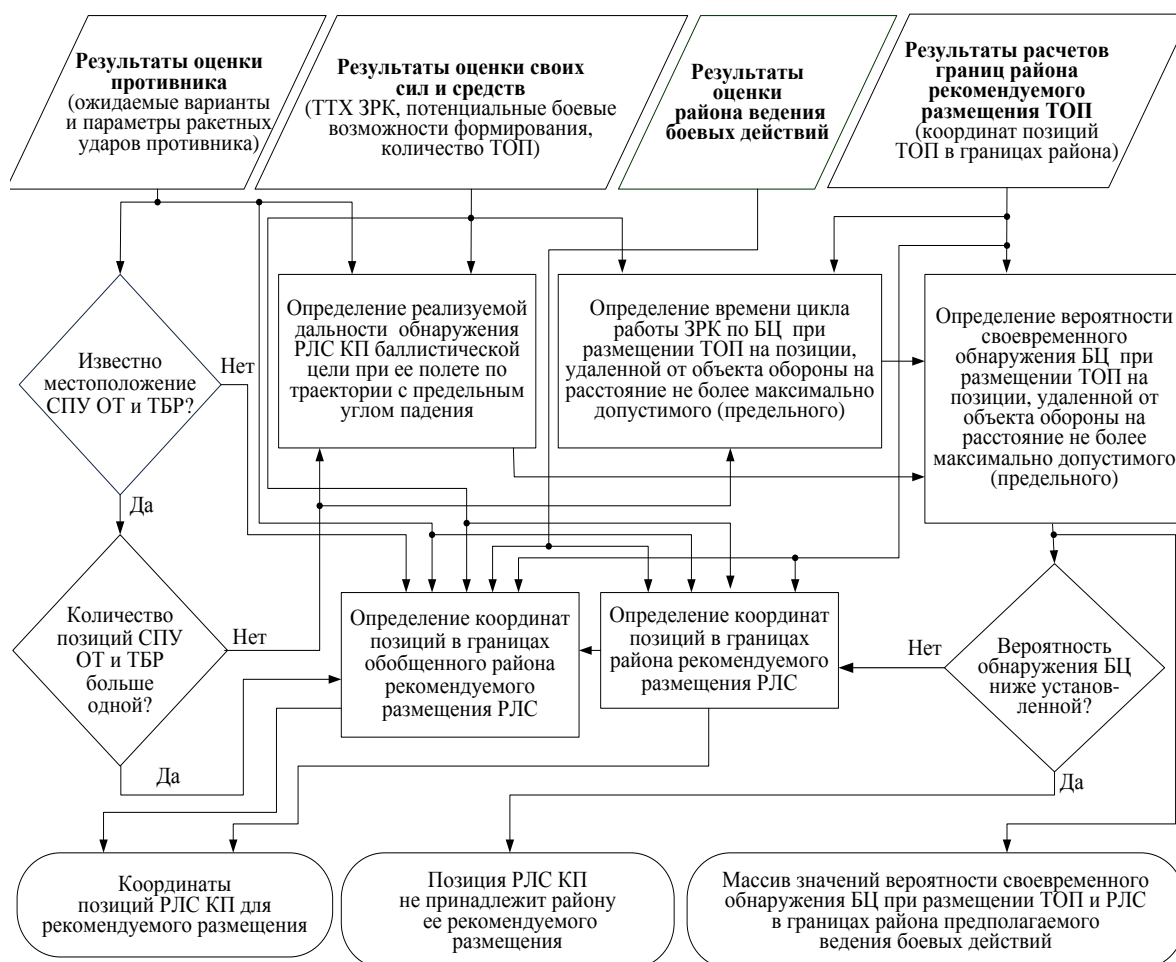 Результаты оценки
противника
(ожидаемые варианты
и параметры ракетных
ударов противника)
Результаты оценки своих
сил и средств
(ТТХ ЗРК, потенциальные боевые
возможности формирования,
количество ТОП)
Результаты
оценки
района ведения
боевых действий
Результаты расчетов
границ района
рекомендуемого
размещения ТОП
(координат позиций
ТОП в границах района)
Известно
местоположение
СПУ ОТ и ТБР?
Нет
Да
Определение реализуемой
дальности обнаружения
РЛС КП баллистической
цели при ее полете по
траектории с предельным
углом падения
Определение времени цикла
работы ЗРК по БЦ при
размещении ТОП на позиции,
удаленной от объекта обороны на
расстояние не более максимально
допустимого (предельного)
Определение вероятности
своевременного
обнаружения БЦ при
размещении ТОП на
позиции, удаленной от
объекта обороны на
расстояние не более
максимально допустимого
(предельного)
Количество
позиций СПУ
ОТ и ТБР
больше
одной?
Нет
Да
Определение координат
позиций в границах
обобщенного района
рекомендуемого
размещения РЛС
Определение координат
позиций в границах
района рекомендуемого
размещения РЛС
Нет
Вероятность
обнаружения БЦ
ниже установ-
ленной?
Да
Координаты
позиций РЛС КП для
рекомендуемого размещения
Позиция РЛС КП
не принадлежит району
ее рекомендуемого
размещения
Массив значений вероятности своевременного
обнаружения БЦ при размещении ТОП и РЛС
в границах района предполагаемого
ведения боевых действий